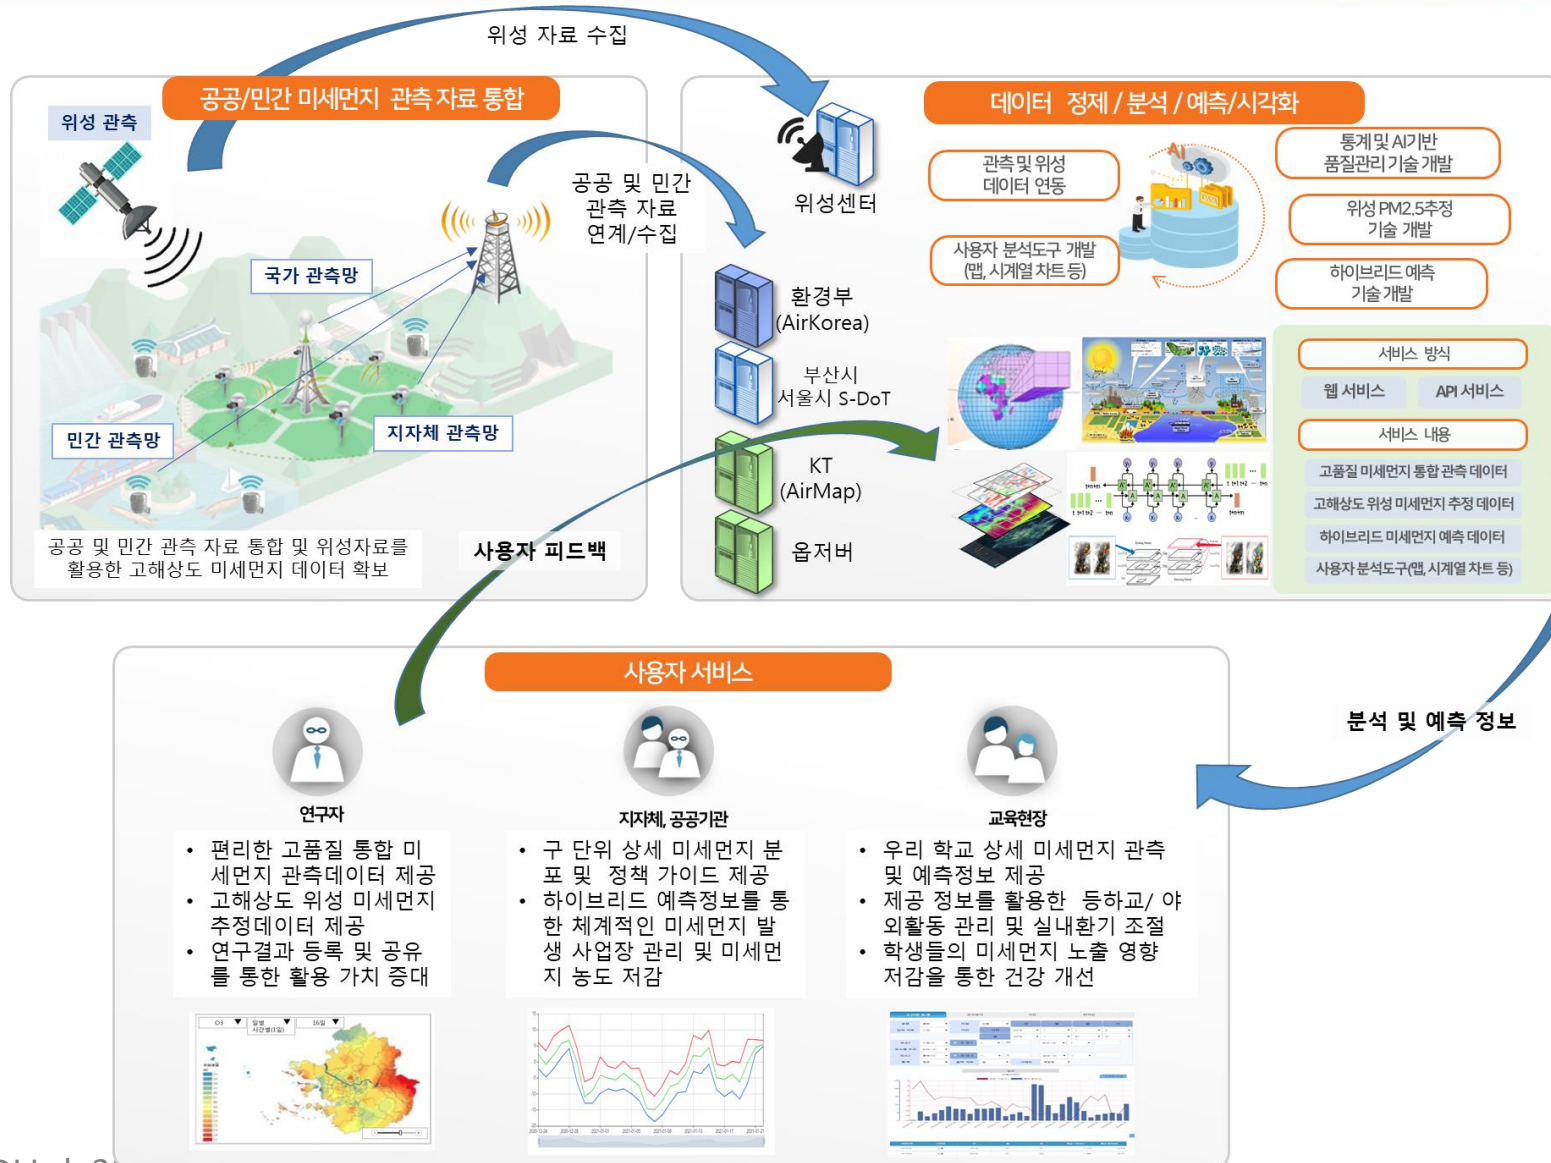 위성 자료 수집
공공/민간 미세먼지 관측 자료 통합
위성 관측
공공 및 민간
관측 자료
연계/수집
국가 관측망
민간 관측망
지자체 관측망
공공 및 민간 관측 자료 통합 및 위성자료를
활용한 고해상도 미세먼지 데이터 확보
데이터 정제 / 분석 / 예측/시각화
위성센터
환경부
(AirKorea)
부산시
서울시 S-DoT
KT
(AirMap)
옵저버
관측 및 위성
데이터 연동
사용자 분석도구 개발
(맵, 시계열 차트 등)
AI
통계 및 AI기반
품질관리 기술 개발
위성 PM2.5추정
기술 개발
하이브리드 예측
기술 개발
서비스 방식
웹 서비스
API 서비스
서비스 내용
고품질 미세먼지 통합 관측 데이터
고해상도 위성 미세먼지 추정 데이터
하이브리드 미세먼지 예측 데이터
사용자 분석도구(맵, 시계열 차트 등)
사용자 피드백
분석 및 예측 정보
사용자 서비스
연구자
• 편리한 고품질 통합 미
세먼지 관측데이터 제공
• 고해상도 위성 미세먼지
추정데이터 제공
• 연구결과 등록 및 공유
를 통한 활용 가치 증대
지자체, 공공기관
• 구 단위 상세 미세먼지 분
포 및 정책 가이드 제공
• 하이브리드 예측정보를 통
한 체계적인 미세먼지 발
생 사업장 관리 및 미세먼
지 농도 저감
교육현장
• 우리 학교 상세 미세먼지 관측
및 예측정보 제공
• 제공 정보를 활용한 등하교/ 야
외활동 관리 및 실내환기 조절
• 학생들의 미세먼지 노출 영향
저감을 통한 건강 개선
O3
일별
시간별(1일)
16일